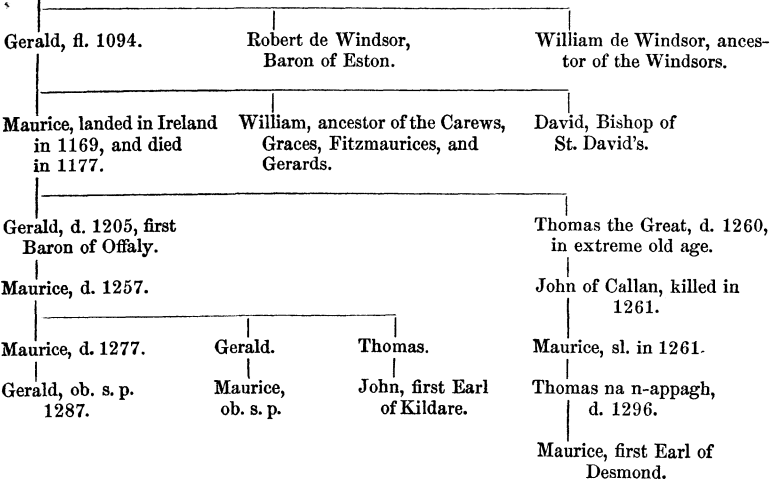 Gerald, fl. 1094.
Robert de Windsor,
Baron of Eston.
William de Windsor, ances-
tor of the Windsors.
Maurice, landed in Ireland
in 1169, and died
in 1177.
William, ancestor of the Carews,
Graces, Fitzmaurices, and
Gerards.
David, Bishop of
St. David's.
Gerald, d. 1205, first
Baron of Offaly.
Thomas the Great, d. 1260,
in extreme old age.
Maurice, d. 1257.
John of Callan, killed in
1261.
Maurice, d. 1277.
Gerald.
Thomas.
Maurice, sl. in 1261.
Gerald, ob. s. p.
1287.
Maurice,
ob. s. p.
John, first Earl
of Kildare.
Thomas na n-appagh,
d. 1296.
Maurice, first Earl of
Desmond.